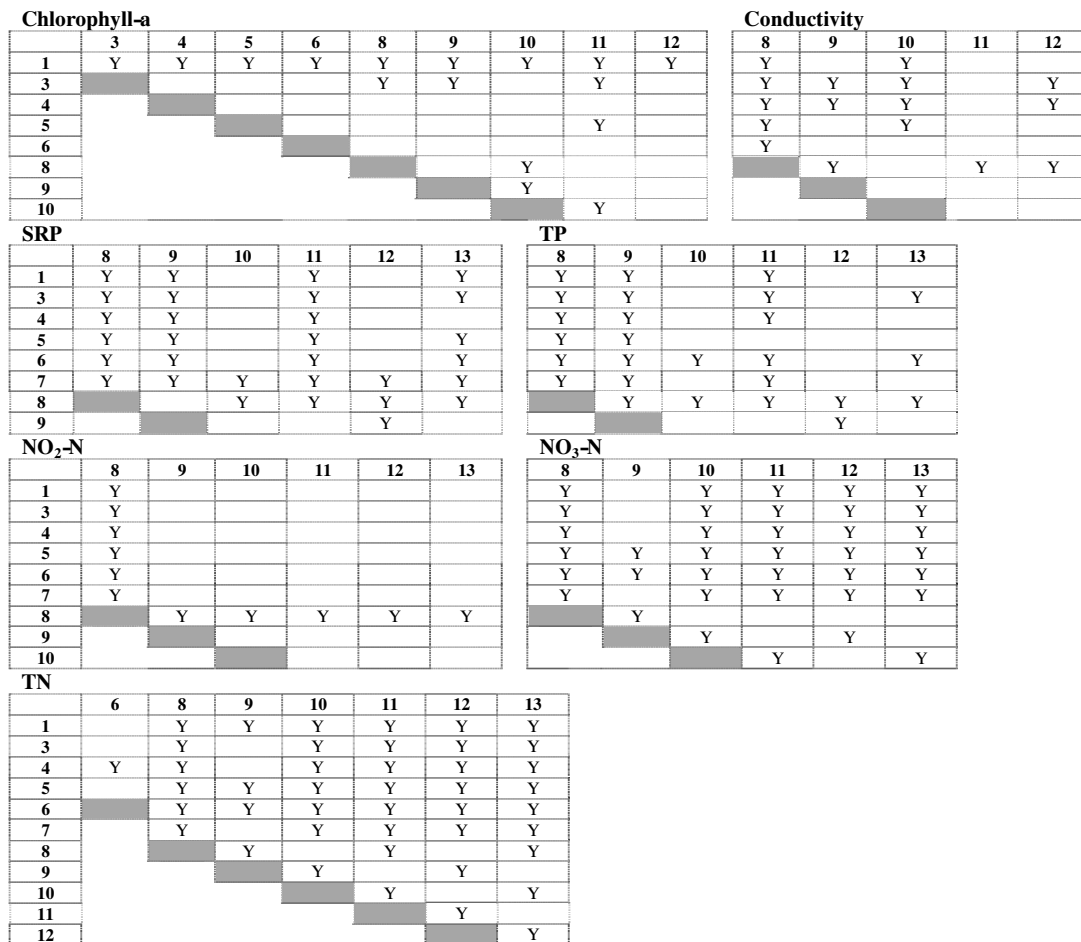 Chlorophyll-a Conductivity
3 4 5 6 8 9 10 11 12 8 9 10 11 12
1 Y Y Y Y Y Y Y Y Y Y Y
3 Y Y Y Y Y Y Y
4 Y Y Y Y
5 Y Y Y
6 Y
8 Y Y Y Y
9 Y
10 Y
SRP TP
8 9 10 11 12 13 8 9 10 11 12 13
1 Y Y Y Y Y Y Y
3 Y Y Y Y Y Y Y Y
4 Y Y Y Y Y Y
5 Y Y Y Y Y Y
6 Y Y Y Y Y Y Y Y Y
7 Y Y Y Y Y Y Y Y Y
8 Y Y Y Y Y Y Y Y Y
9 Y Y
NO₂-N NO₃-N
8 9 10 11 12 13 8 9 10 11 12 13
1 Y Y Y Y Y Y
3 Y Y Y Y Y Y
4 Y Y Y Y Y Y
5 Y Y Y Y Y Y Y
6 Y Y Y Y Y Y Y
7 Y Y Y Y Y Y
8 Y Y Y Y Y Y
9 Y Y
10 Y Y
TN
6 8 9 10 11 12 13
1 Y Y Y Y Y Y
3 Y Y Y Y Y
4 Y Y Y Y Y Y
5 Y Y Y Y Y Y
6 Y Y Y Y Y Y
7 Y Y Y Y Y
8 Y Y Y
9 Y Y
10 Y Y
11 Y
12 Y